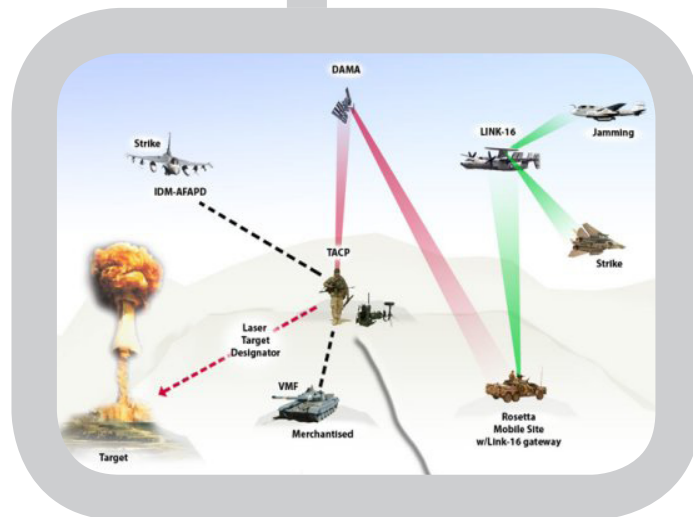 DAMA
LINK-16
Jamming
Strike
IDM-AFAPD
Strike
TACP
Laser
Target
Designator
VMF
Merchantised
Rosetta
Mobile Site
w/Link-16 gateway
Target